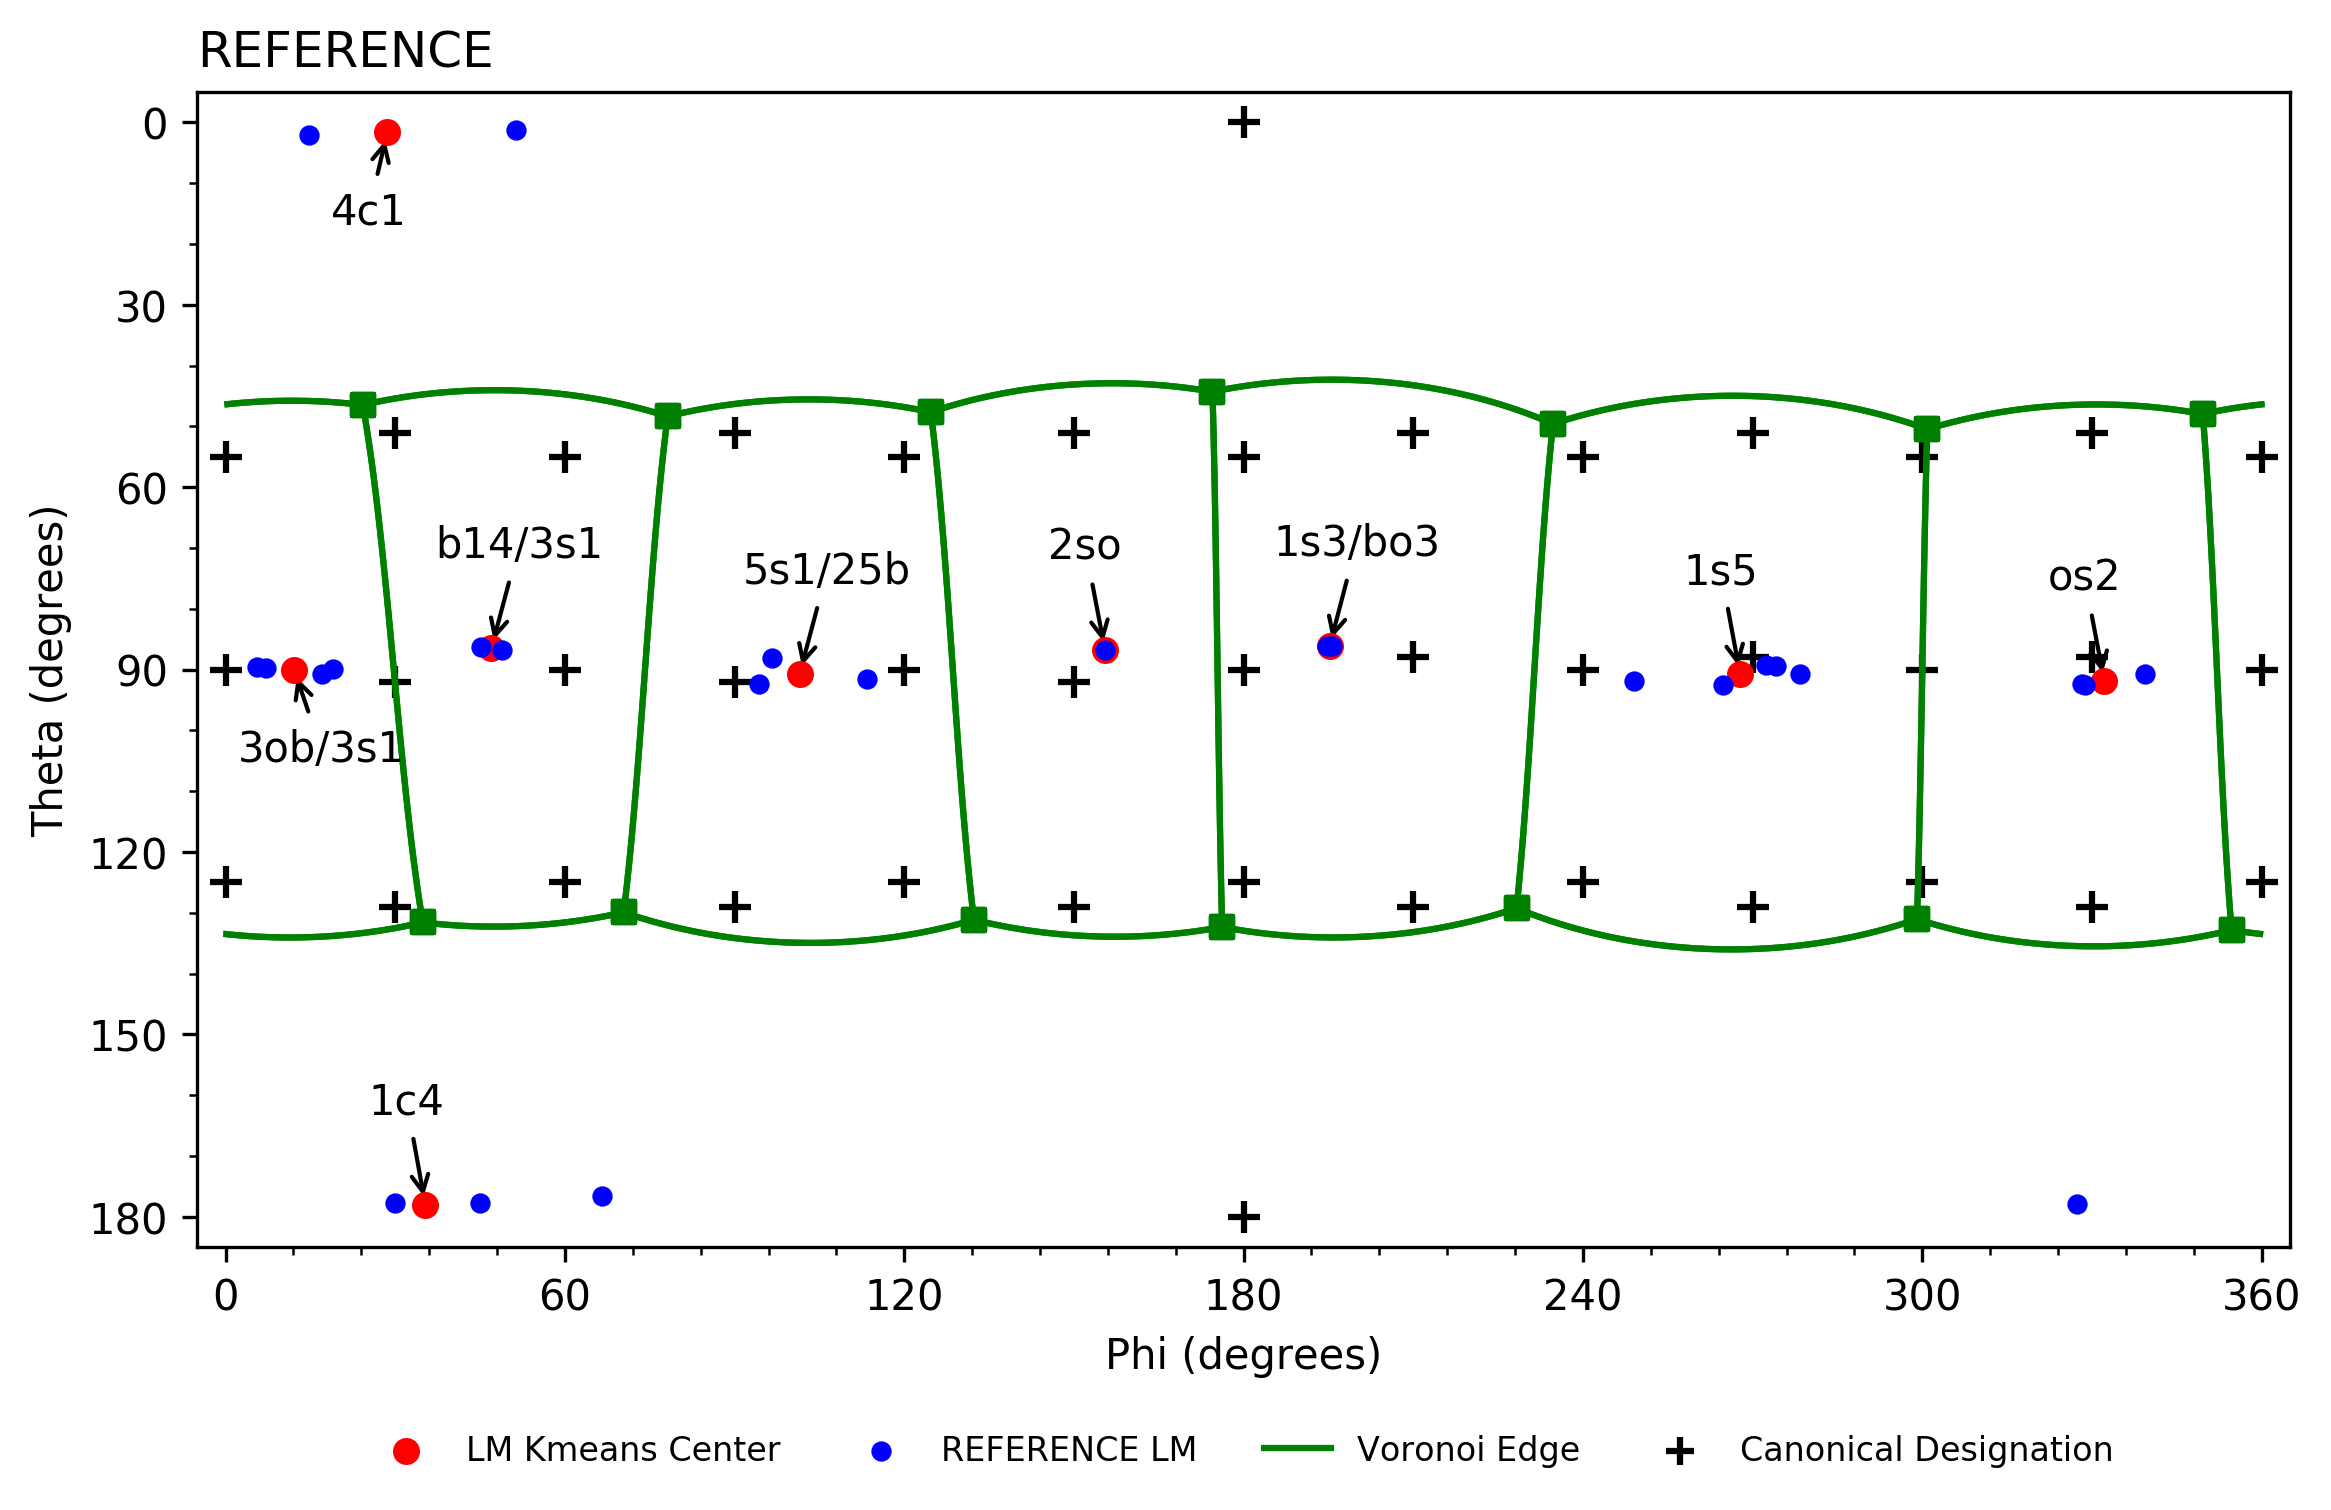 REFERENCE
0
30
60
90
120
150
180
Theta (degrees)
4c1
b14/3s1
5s1/25b
2so
1s3/bo3
1s5
os2
3ob/3s1
1c4
0
60
120
180
240
300
360
Phi (degrees)
LM Kmeans Center
REFERENCE LM
Voronoi Edge
Canonical Designation